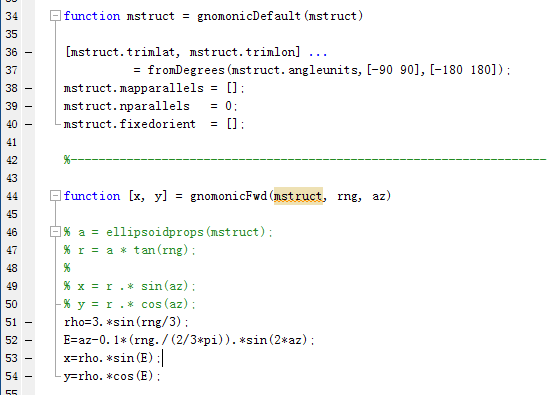 34 function mstruct = gnomonicDefault(mstruct)
35
36 — [mstruct.trimlat, mstruct.trimlon] ...
37 = fromDegrees(mstruct.angleunits,[-90 90],[-180 180]);
38 — mstruct.mapparallels = [];
39 — mstruct.nparallels = 0;
40 — mstruct.fixedorient = [];
41
42 %--------------------------------------------------------------------------
43
44 function [x, y] = gnomonicFwd(mstruct, rng, az)
45
46 % a = ellipsoidprops(mstruct);
47 % r = a * tan(rng);
48 %
49 % x = r .* sin(az);
50 % y = r .* cos(az);
51 — rho=3.*sin(rng/3);
52 — E=az-0.1*(rng./(2/3*pi)).*sin(2*az);
53 — x=rho.*sin(E);
54 — y=rho.*cos(E);